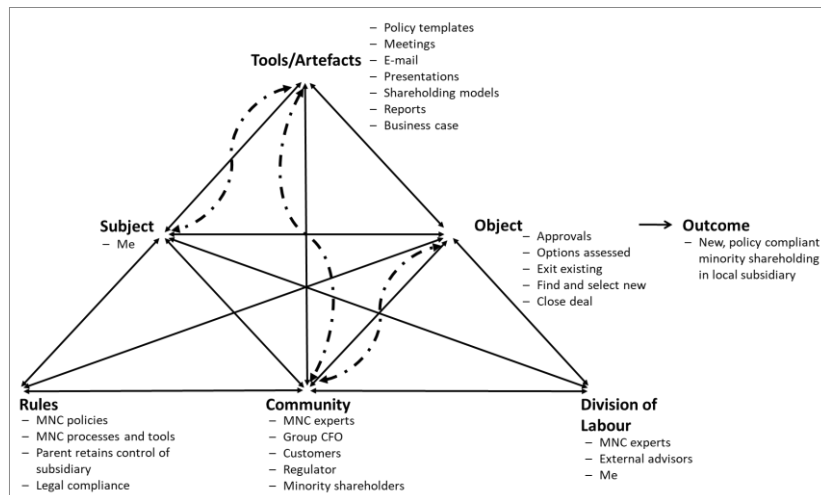 Tools/Artefacts
– Policy templates
– Meetings
– E-mail
– Presentations
– Shareholding models
– Reports
– Business case
Subject
– Me
Object
– Approvals
– Options assessed
– Exit existing
– Find and select new
– Close deal
Outcome
– New, policy compliant
minority shareholding
in local subsidiary
Rules
– MNC policies
– MNC processes and tools
– Parent retains control of
subsidiary
– Legal compliance
Community
– MNC experts
– Group CFO
– Customers
– Regulator
– Minority shareholders
Division of
Labour
– MNC experts
– External advisors
– Me